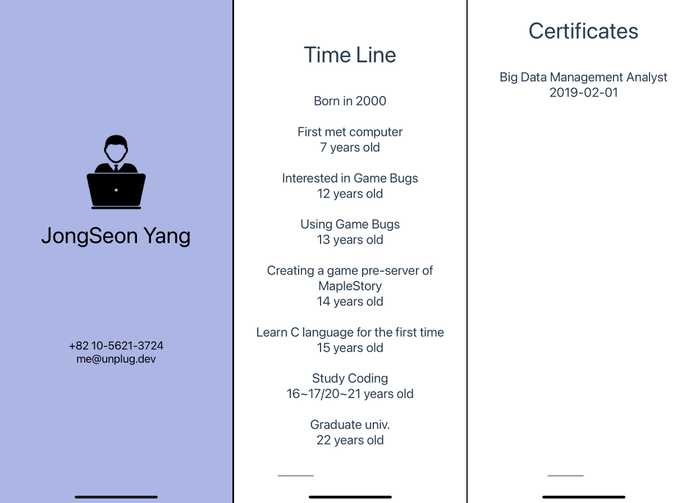 JongSeon Yang
+82 10-5621-3724
me@unplug.dev
Time Line
Born in 2000
First met computer
7 years old
Interested in Game Bugs
12 years old
Using Game Bugs
13 years old
Creating a game pre-server of
MapleStory
14 years old
Learn C language for the first time
15 years old
Study Coding
16~17/20~21 years old
Graduate univ.
22 years old
Certificates
Big Data Management Analyst
2019-02-01